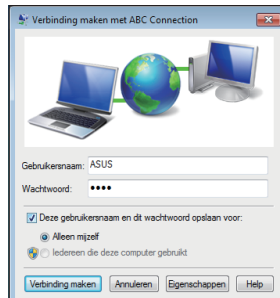 Verbinding maken met ABC Connection
Gebruikersnaam: ASUS
Wachtwoord: ••••
Deze gebruikersnaam en dit wachtwoord opslaan voor:
Alleen mijzelf
Iedereen die deze computer gebruikt
Verbinding maken Annuleren Eigenschappen Help